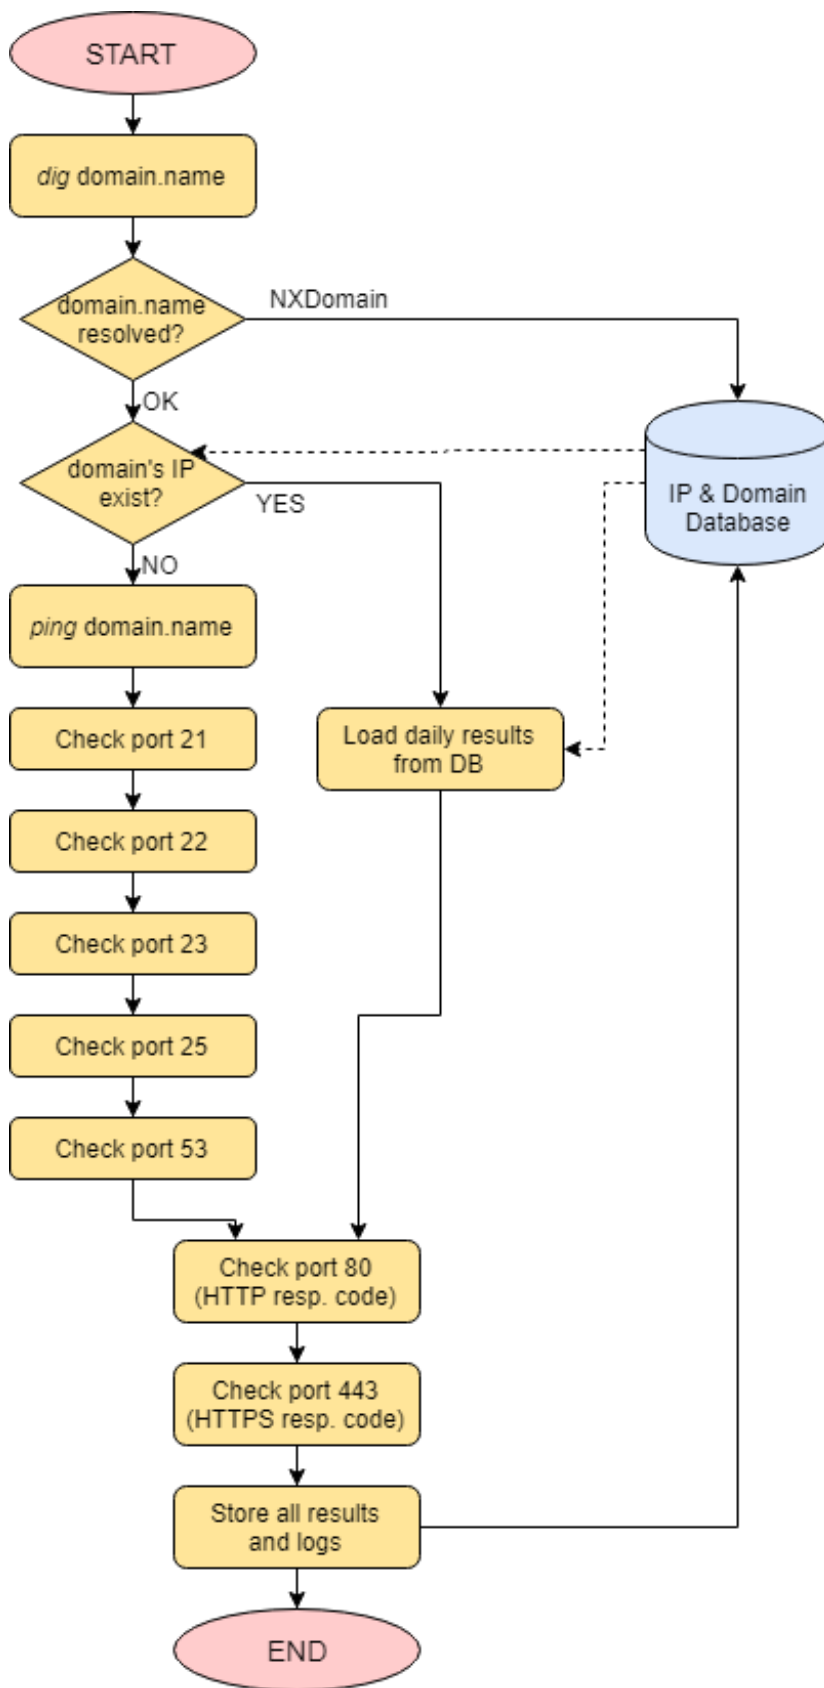 START
dig domain.name
domain.name
resolved?
NXDomain
OK
domain's IP
exist?
YES
IP & Domain
Database
NO
ping domain.name
Check port 21
Load daily results
from DB
Check port 22
Check port 23
Check port 25
Check port 53
Check port 80
(HTTP resp. code)
Check port 443
(HTTPS resp. code)
Store all results
and logs
END